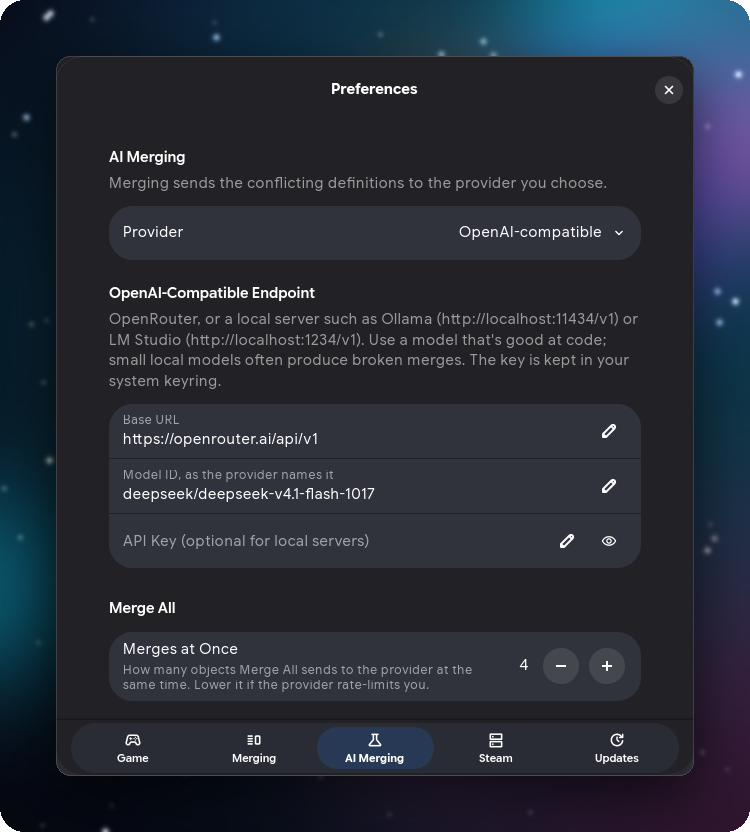 Preferences
AI Merging
Merging sends the conflicting definitions to the provider you choose.
Provider
OpenAI-compatible
OpenAI-Compatible Endpoint
OpenRouter, or a local server such as Ollama (http://localhost:11434/v1) or
LM Studio (http://localhost:1234/v1). Use a model that's good at code;
small local models often produce broken merges. The key is kept in your
system keyring.
Base URL
https://openrouter.ai/api/v1
Model ID, as the provider names it
deepseek/deepseek-v4.1-flash-1017
API Key (optional for local servers)
Merge All
Merges at Once
How many objects Merge All sends to the provider at the
same time. Lower it if the provider rate-limits you.
4
Game
Merging
AI Merging
Steam
Updates